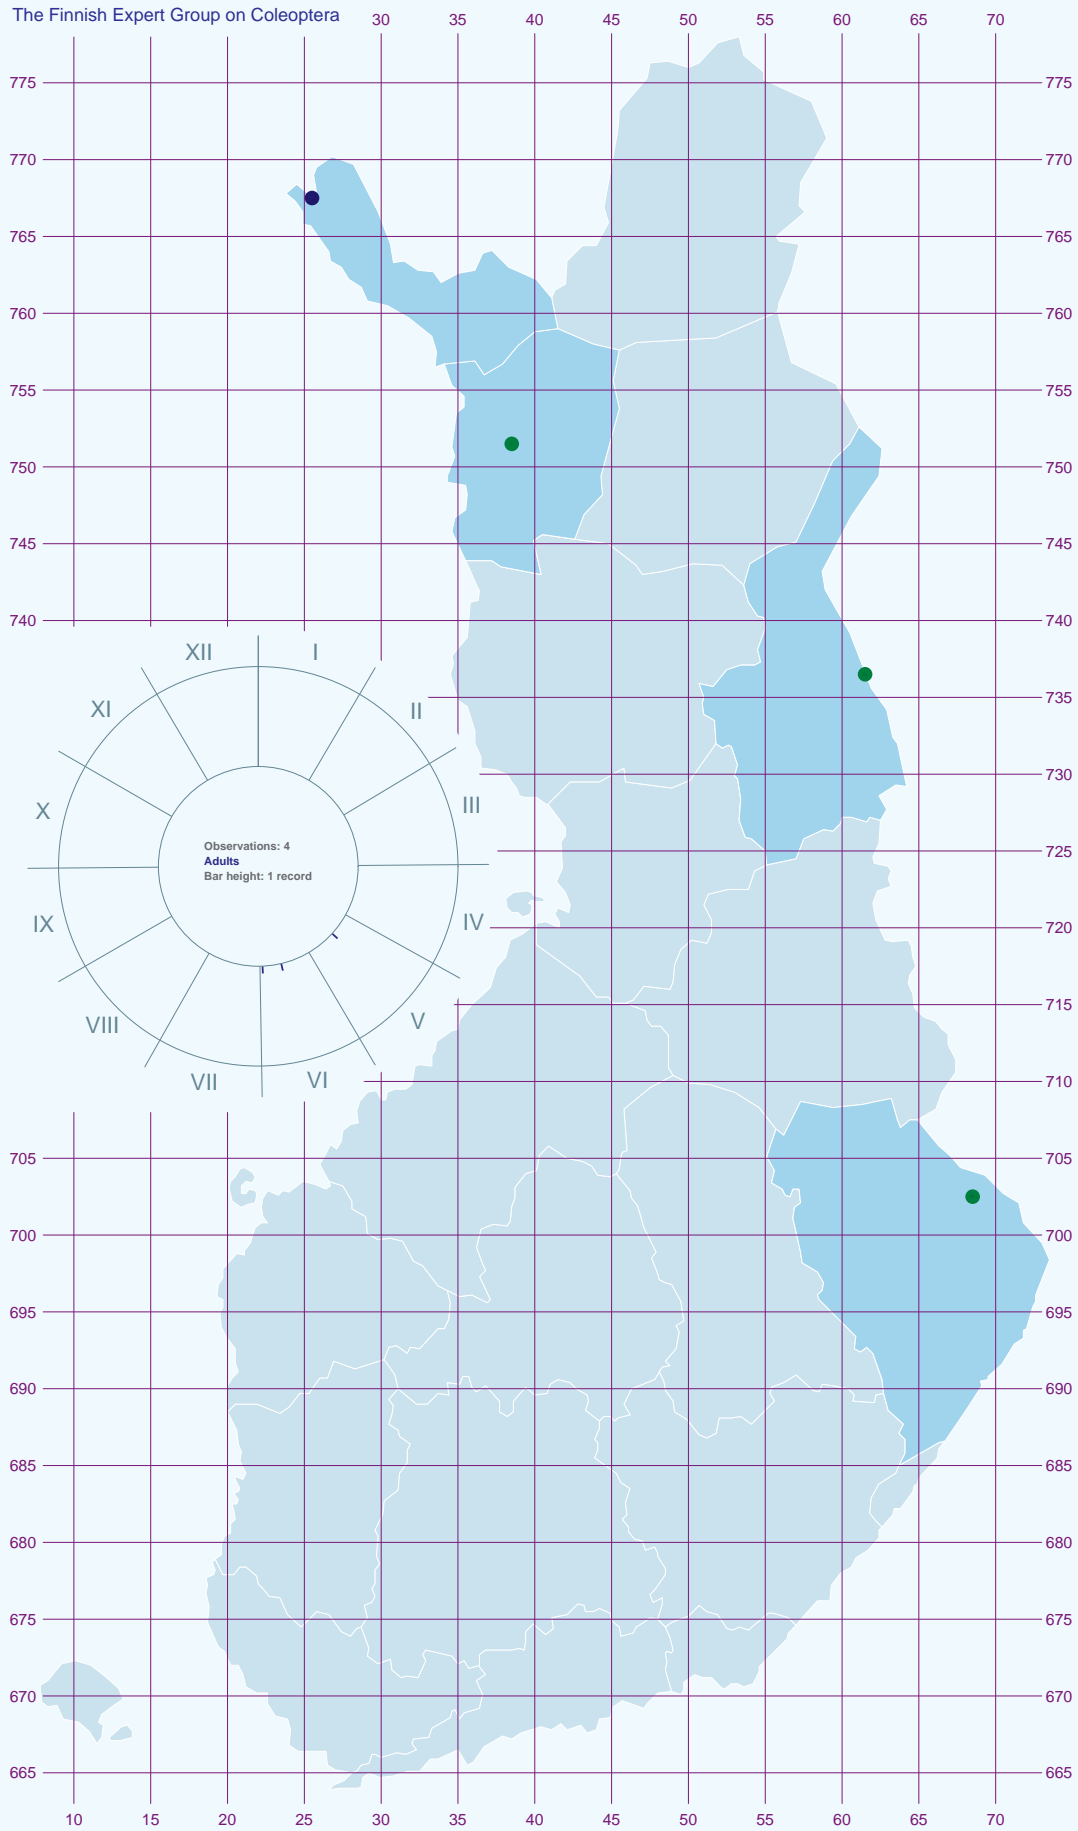 The Finnish Expert Group on Coleoptera
30 35 40 45 50 55 60 65 70
775 775
770 770
765 765
760 760
755 755
750 750
745 745
740 740
XII I
XI II
735
X III
730
Observations: 4
Adults
Bar height: 1 record
725
IX IV
720
VIII V
715
VII VI
710
705 705
700 700
695 695
690 690
685 685
680 680
675 675
670 670
665 665
10 15 20 25 30 35 40 45 50 55 60 65 70